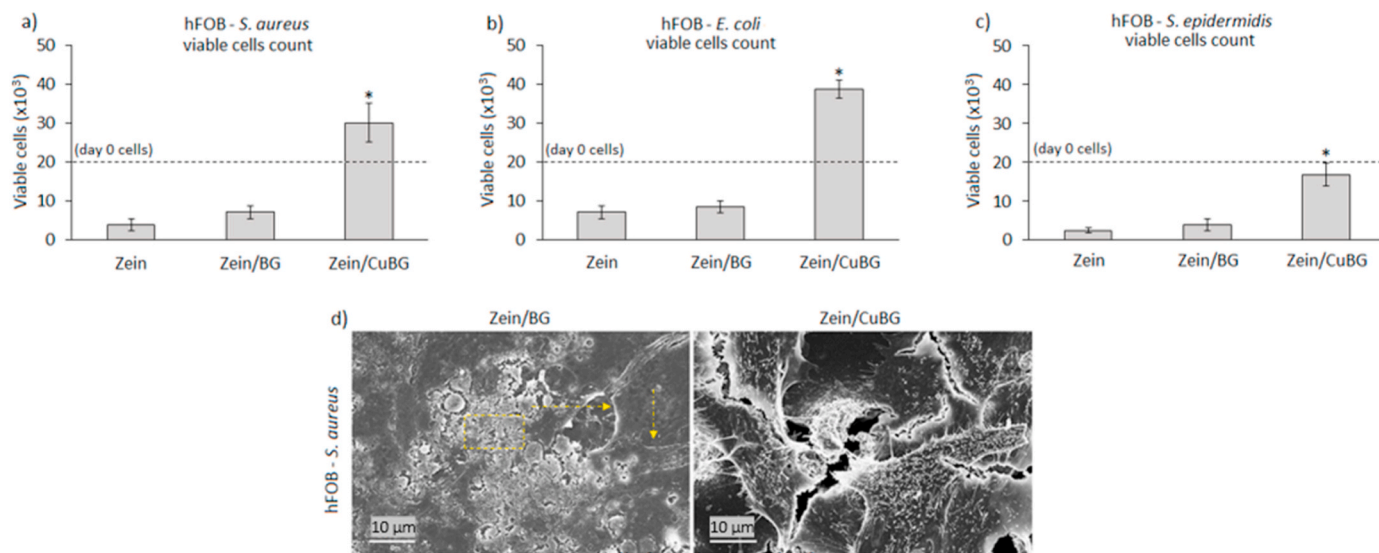 a)
hFOB - S. aureus
viable cells count
Viable cells (x10³)
50
40
30
20
10
0
(day 0 cells)
*
Zein
Zein/BG
Zein/CuBG
b)
hFOB - E. coli
viable cells count
Viable cells (x10³)
50
40
30
20
10
0
(day 0 cells)
*
Zein
Zein/BG
Zein/CuBG
c)
hFOB - S. epidermidis
viable cells count
Viable cells (x10³)
50
40
30
20
10
0
(day 0 cells)
*
Zein
Zein/BG
Zein/CuBG
d)
Zein/BG
Zein/CuBG
hFOB - S. aureus
10 µm
10 µm